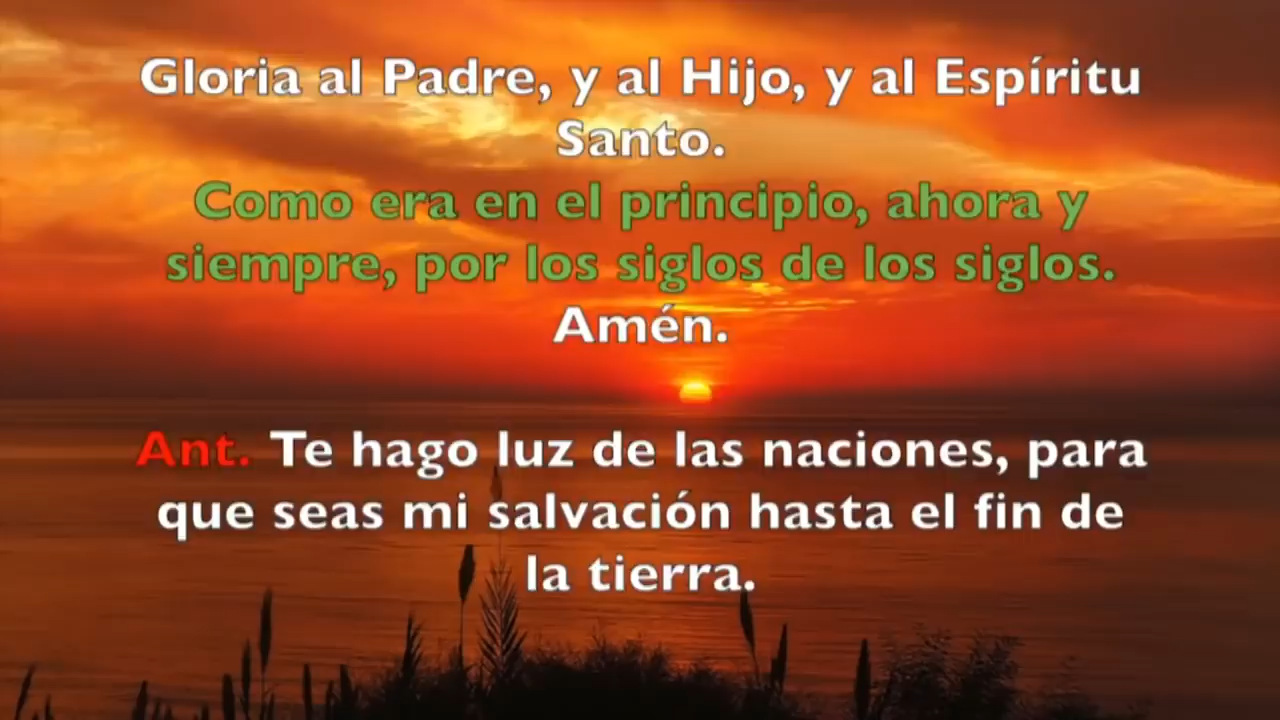 Gloria al Padre, y al Hijo, y al Espíritu
Santo.
Como era en el principio, ahora y
siempre, por los siglos de los siglos.
Amén.
Ant. Te hago luz de las naciones, para
que seas mi salvación hasta el fin de
la tierra.